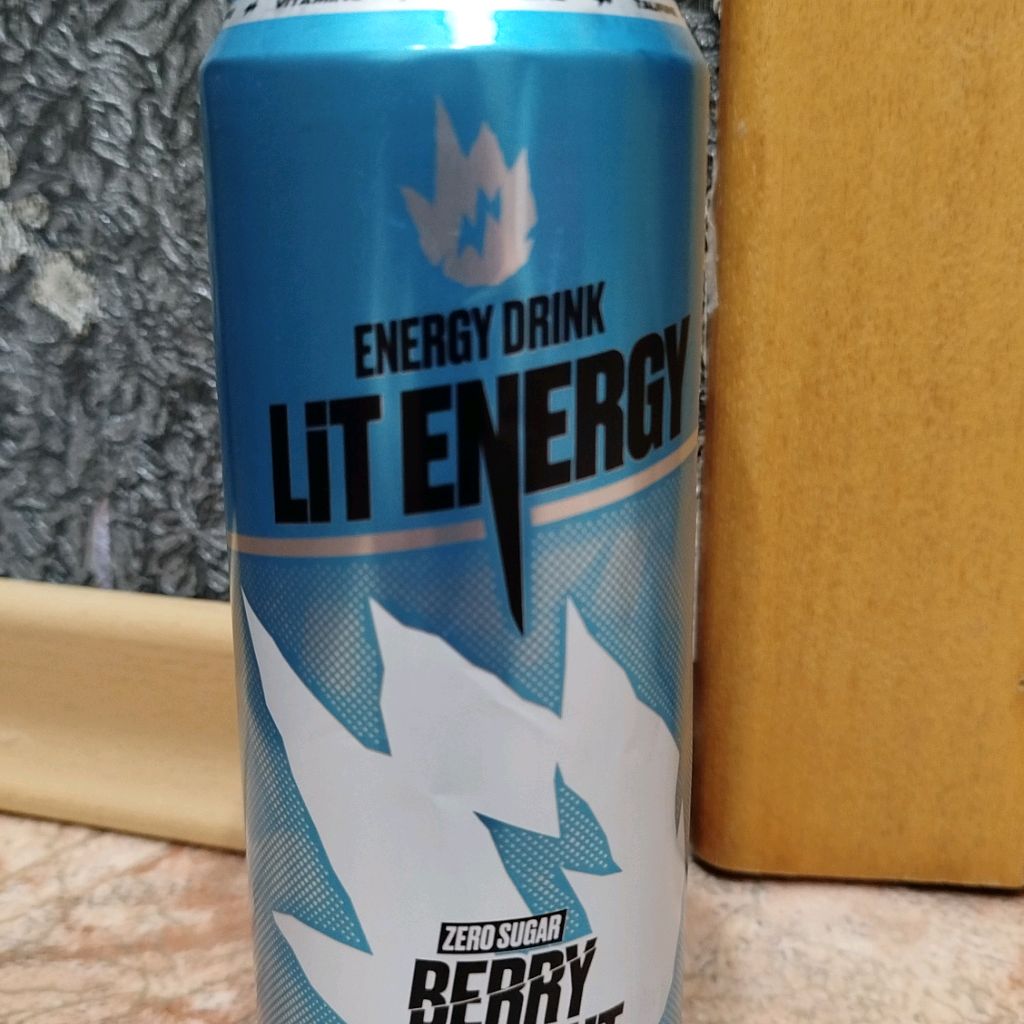 ENERGY DRINK
LiT ENERGY
ZERO SUGAR
BERRY